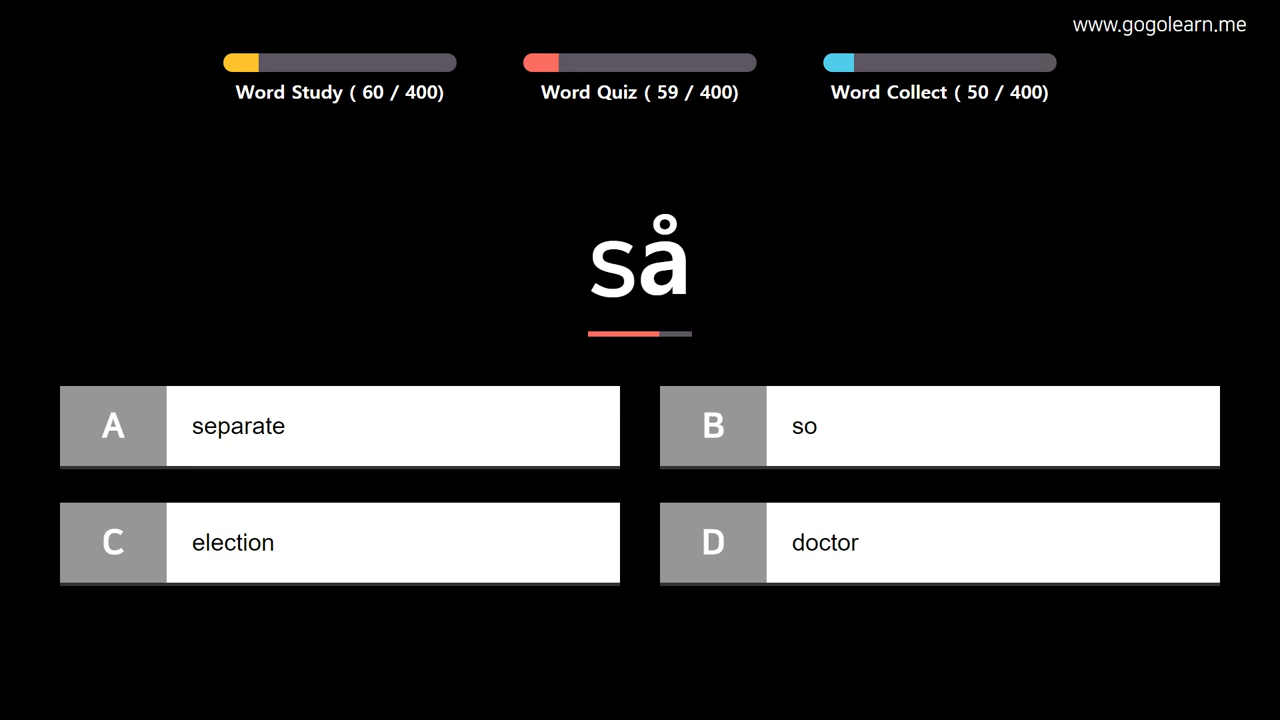 www.gogolearn.me
Word Study ( 60 / 400)
Word Quiz ( 59 / 400)
Word Collect ( 50 / 400)
så
A separate
B so
C election
D doctor